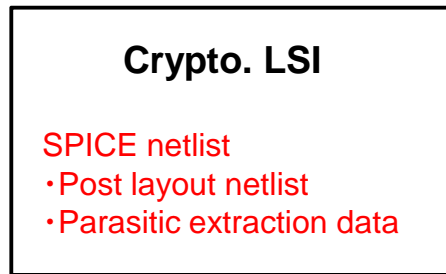 Crypto. LSI
SPICE netlist
・Post layout netlist
・Parasitic extraction data